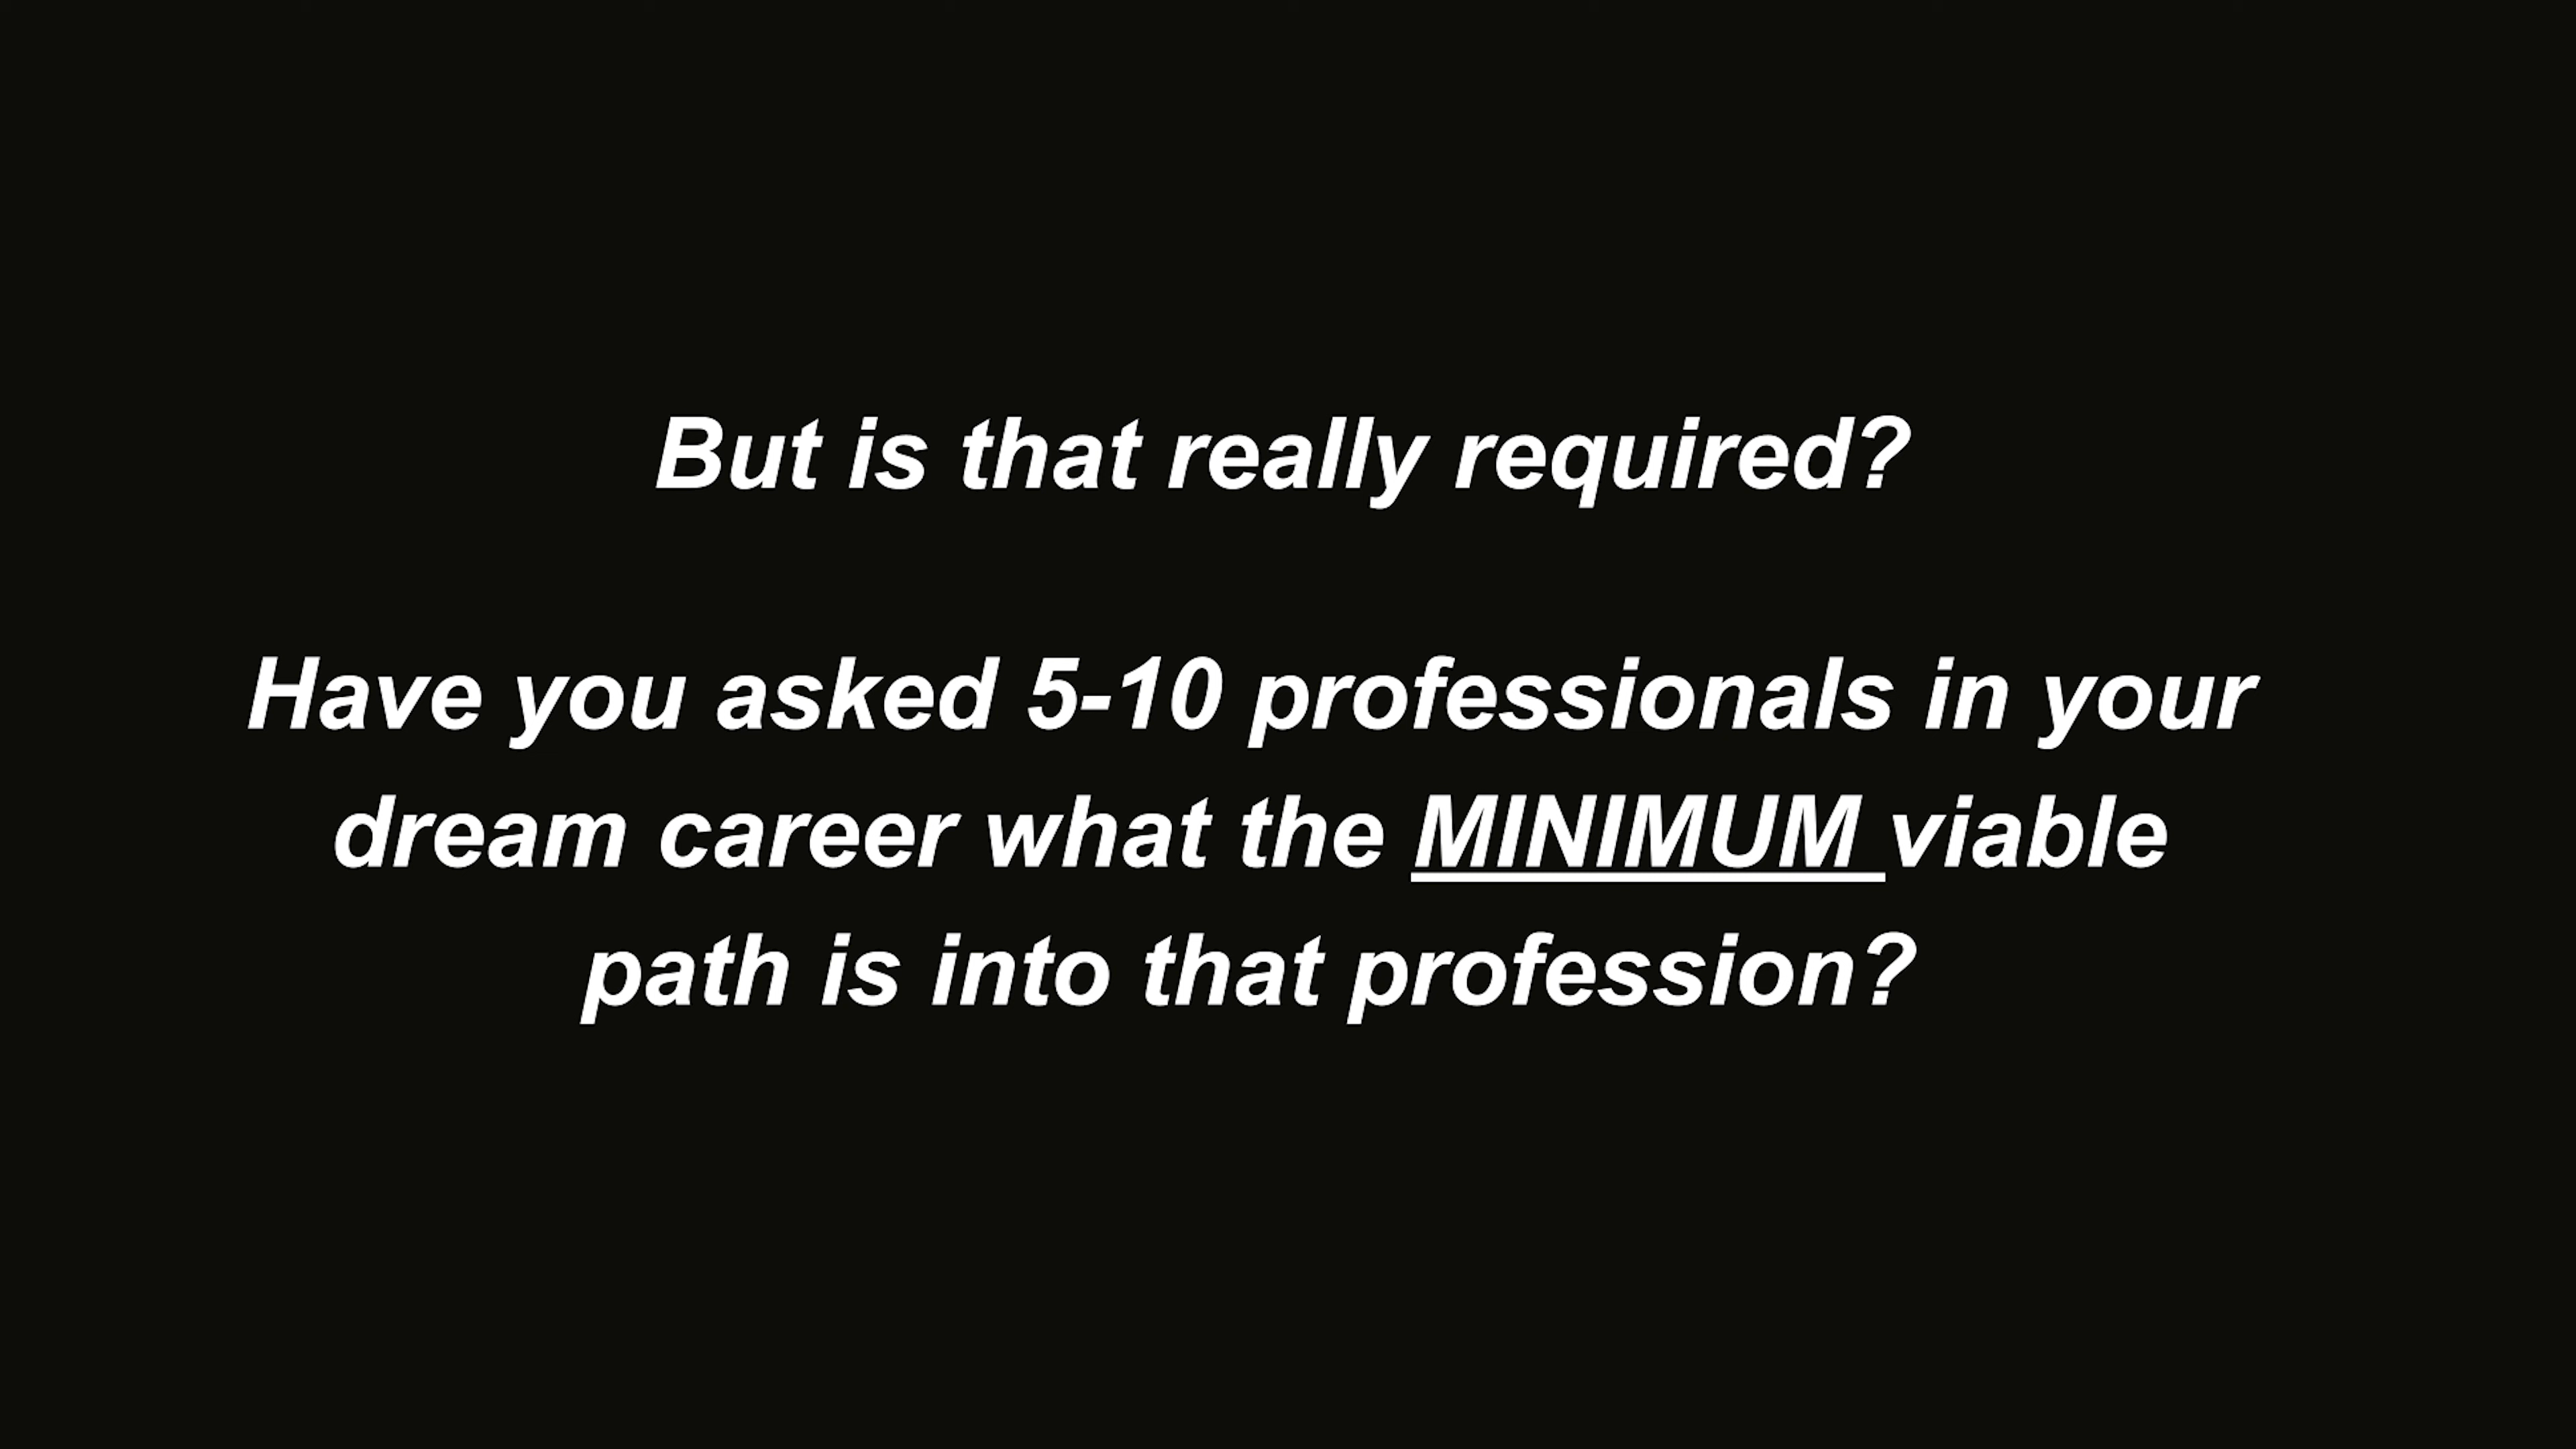 But is that really required?
Have you asked 5-10 professionals in your
dream career what the MINIMUM viable
path is into that profession?